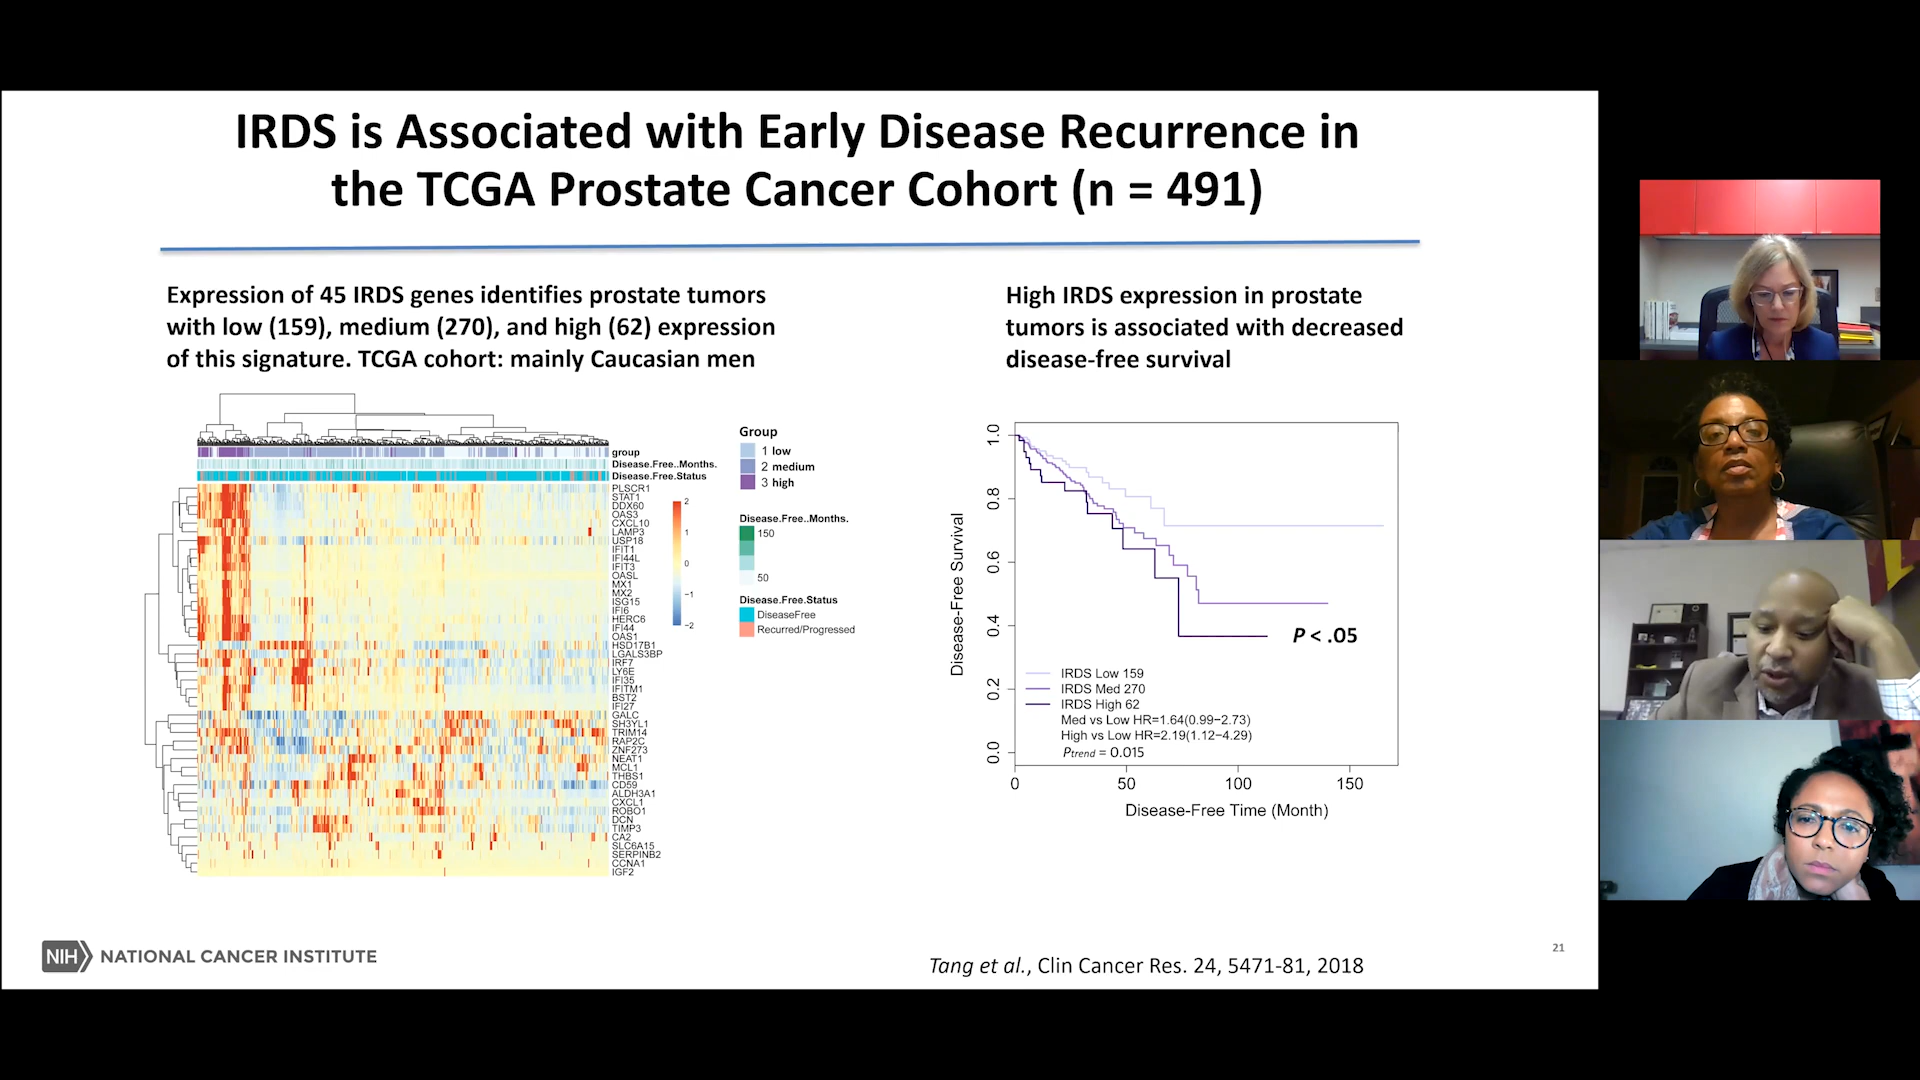 IRDS is Associated with Early Disease Recurrence in
the TCGA Prostate Cancer Cohort (n = 491)
Expression of 45 IRDS genes identifies prostate tumors
with low (159), medium (270), and high (62) expression
of this signature. TCGA cohort: mainly Caucasian men
group
Disease.Free..Months.
Disease.Free.Status
PLSCR1
STAT1
DDX60
OAS3
CXCL10
LAMP3
USP18
IFIT1
IFI44L
IFIT3
OASL
MX1
MX2
ISG15
IFI6
HERC6
IFI44
OAS1
HSD17B1
LGALS3BP
IRF7
LY6E
IFI35
IFITM1
BST2
IFI27
GALC
SH3YL1
TRIM14
RAP2C
ZNF273
NEAT1
MCL1
THBS1
CD59
ALDH3A1
CXCL1
ROBO1
DCN
TIMP3
CA2
SLC6A15
SERPINB2
CCNA1
IGF2
2
1
0
−1
−2
Group
1 low
2 medium
3 high
Disease.Free..Months.
150
50
Disease.Free.Status
DiseaseFree
Recurred/Progressed
High IRDS expression in prostate
tumors is associated with decreased
disease-free survival
Disease-Free Survival
1.0
0.8
0.6
0.4
0.2
0.0
P < .05
IRDS Low 159
IRDS Med 270
IRDS High 62
Med vs Low HR=1.64(0.99−2.73)
High vs Low HR=2.19(1.12−4.29)
Ptrend = 0.015
0 50 100 150
Disease-Free Time (Month)
NIH NATIONAL CANCER INSTITUTE
Tang et al., Clin Cancer Res. 24, 5471-81, 2018
21